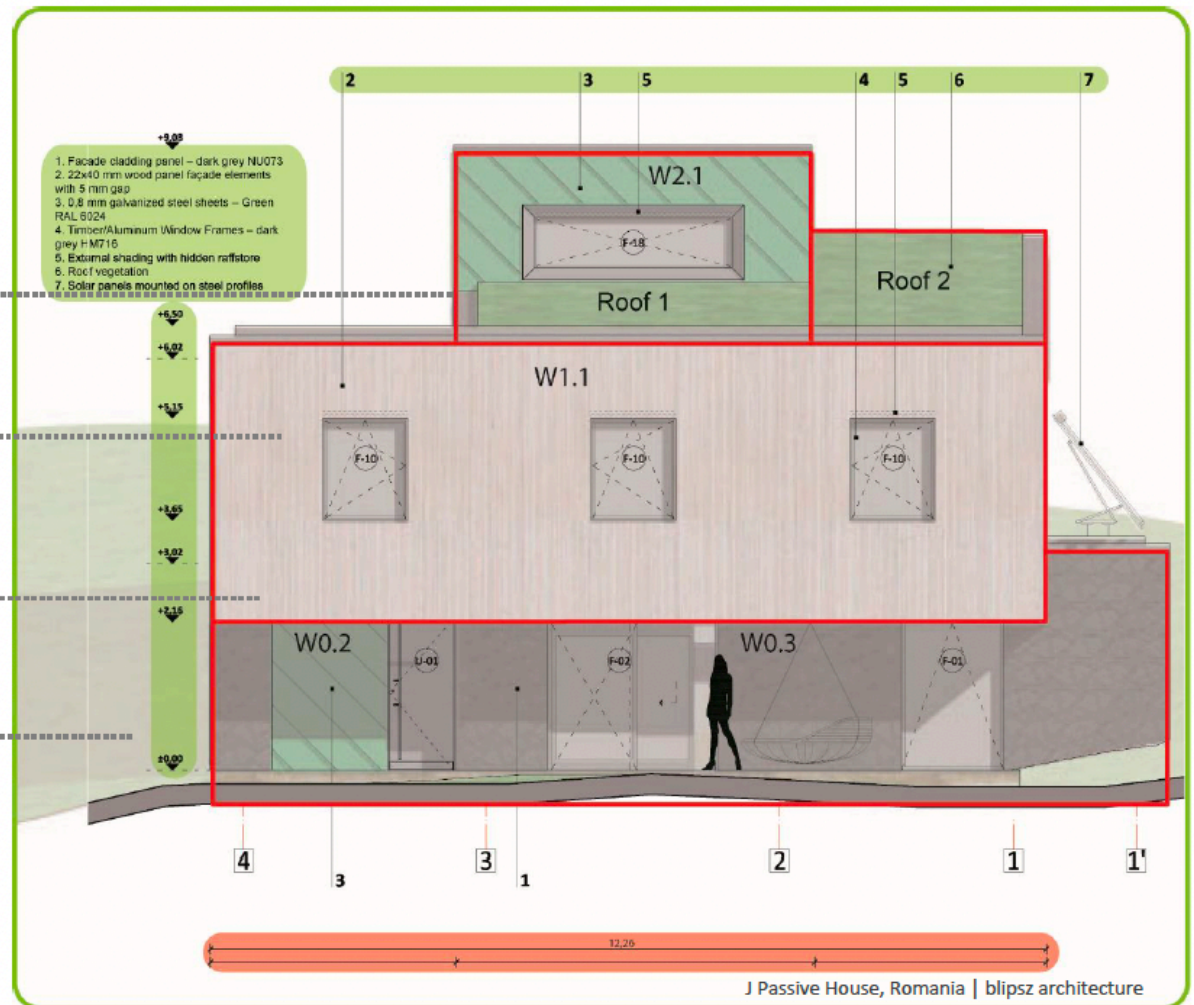 2 3 5 4 5 6 7
+9,03
1. Facade cladding panel – dark grey NU073
2. 22x40 mm wood panel façade elements
with 5 mm gap
3. 0,8 mm galvanized steel sheets – Green
RAL 6024
4. Timber/Aluminum Window Frames – dark
grey HM716
5. External shading with hidden raffstore
6. Roof vegetation
7. Solar panels mounted on steel profiles
W2.1
F-18
Roof 1
Roof 2
+6,50
+6,02
W1.1
+5,15
F-10 F-10 F-10
+3,65
+3,02
+2,16
W0.2 W0.3
U-01 F-02 F-01
±0,00
4 3 2 1 1'
3 1
12,26
J Passive House, Romania | blipsz architecture